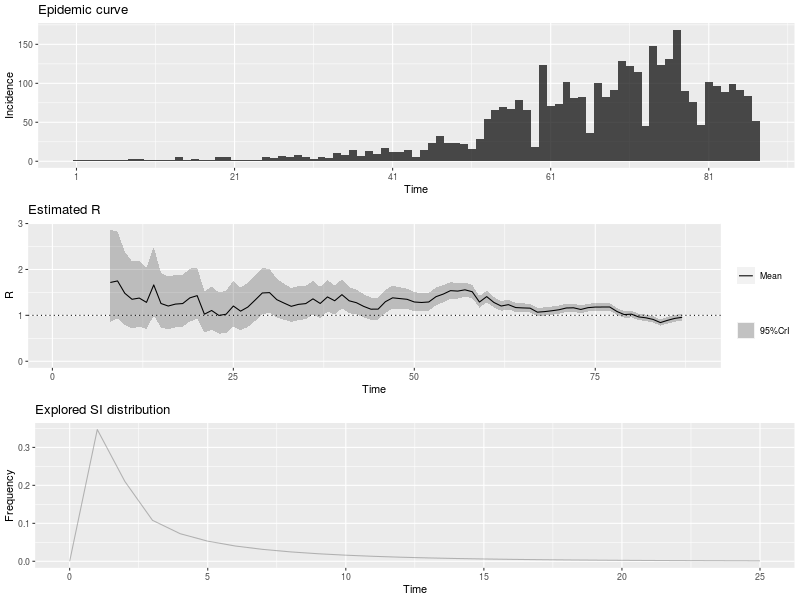 Epidemic curve
150
100
50
0
Incidence
1
21
41
61
81
Time
Estimated R
3
2
1
0
R
0
25
50
75
Time
Mean
95%CrI
Explored SI distribution
0.3
0.2
0.1
0.0
Frequency
0
5
10
15
20
25
Time